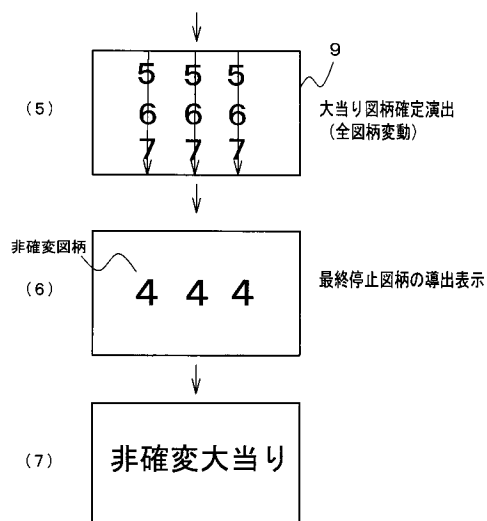 9
(5)
5 5 5
6 6 6
7 7 7
大当り図柄確定演出
(全図柄変動)
非確変図柄
(6)
4 4 4
最終停止図柄の導出表示
(7)
非確変大当り